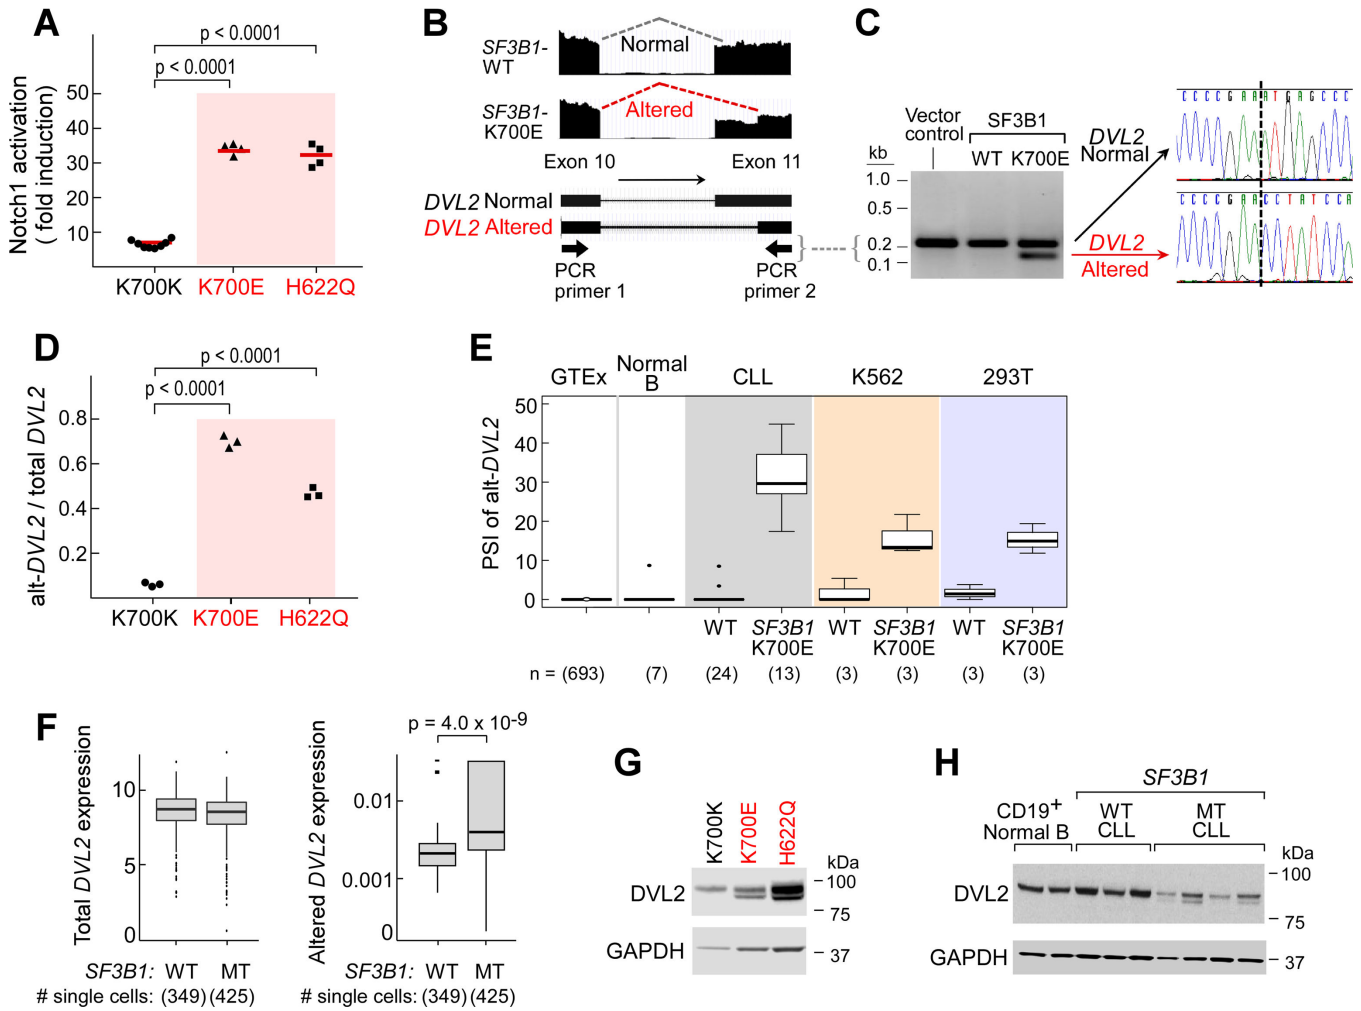 A
Notch1 activation
( fold induction)
p < 0.0001
p < 0.0001
50
40
30
20
10
K700K
K700E
H622Q
B
SF3B1-
WT
Normal
SF3B1-
K700E
Altered
Exon 10
Exon 11
DVL2 Normal
DVL2 Altered
PCR
primer 1
PCR
primer 2
C
Vector
control
SF3B1
WT
K700E
kb
1.0
0.5
0.2
0.1
DVL2
Normal
DVL2
Altered
C C C C G A A A T G A G C C C
C C C C G A A C C T A T C C A
D
alt-DVL2 / total DVL2
p < 0.0001
p < 0.0001
0.8
0.6
0.4
0.2
K700K
K700E
H622Q
E
PSI of alt-DVL2
GTEx
Normal
B
CLL
K562
293T
50
40
30
20
10
0
WT
SF3B1
K700E
WT
SF3B1
K700E
WT
SF3B1
K700E
n = (693)
(7)
(24)
(13)
(3)
(3)
(3)
(3)
F
Total DVL2 expression
10
5
0
SF3B1: WT MT
# single cells: (349) (425)
Altered DVL2 expression
p = 4.0 x 10-9
0.01
0.001
0
SF3B1: WT MT
# single cells: (349) (425)
G
K700K
K700E
H622Q
kDa
DVL2
100
75
GAPDH
37
H
SF3B1
CD19+
Normal B
WT
CLL
MT
CLL
kDa
DVL2
100
75
GAPDH
37